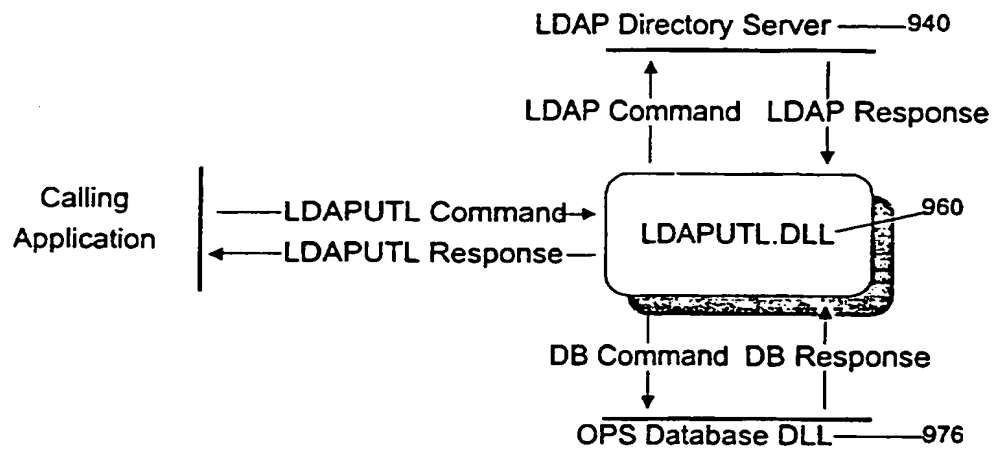 LDAP Directory Server 940
LDAP Command LDAP Response
Calling
Application
LDAPUTL Command
LDAPUTL Response
LDAPUTL.DLL
960
DB Command DB Response
OPS Database DLL 976